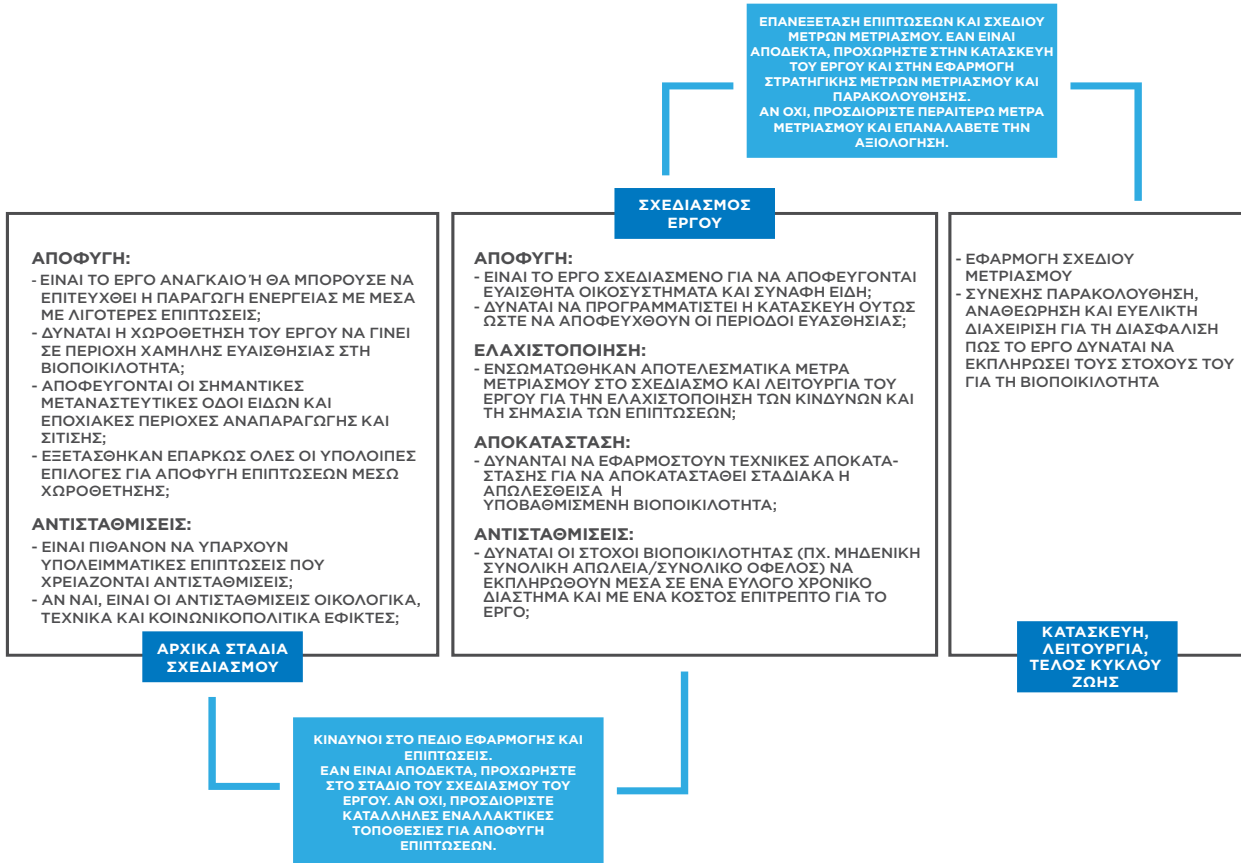 ΕΠΑΝΕΞΕΤΑΣΗ ΕΠΙΠΤΩΣΕΩΝ ΚΑΙ ΣΧΕΔΙΟΥ
ΜΕΤΡΩΝ ΜΕΤΡΙΑΣΜΟΥ. ΕΑΝ ΕΙΝΑΙ
ΑΠΟΔΕΚΤΑ, ΠΡΟΧΩΡΗΣΤΕ ΣΤΗΝ ΚΑΤΑΣΚΕΥΗ
ΤΟΥ ΕΡΓΟΥ ΚΑΙ ΣΤΗΝ ΕΦΑΡΜΟΓΗ
ΣΤΡΑΤΗΓΙΚΗΣ ΜΕΤΡΩΝ ΜΕΤΡΙΑΣΜΟΥ ΚΑΙ
ΠΑΡΑΚΟΛΟΥΘΗΣΗΣ.
ΑΝ ΟΧΙ, ΠΡΟΣΔΙΟΡΙΣΤΕ ΠΕΡΑΙΤΕΡΩ ΜΕΤΡΑ
ΜΕΤΡΙΑΣΜΟΥ ΚΑΙ ΕΠΑΝΑΛΑΒΕΤΕ ΤΗΝ
ΑΞΙΟΛΟΓΗΣΗ.
ΑΠΟΦΥΓΗ:
- ΕΙΝΑΙ ΤΟ ΕΡΓΟ ΑΝΑΓΚΑΙΟ Ή ΘΑ ΜΠΟΡΟΥΣΕ ΝΑ
ΕΠΙΤΕΥΧΘΕΙ Η ΠΑΡΑΓΩΓΗ ΕΝΕΡΓΕΙΑΣ ΜΕ ΜΕΣΑ
ΜΕ ΛΙΓΟΤΕΡΕΣ ΕΠΙΠΤΩΣΕΙΣ;
- ΔΥΝΑΤΑΙ Η ΧΩΡΟΘΕΤΗΣΗ ΤΟΥ ΕΡΓΟΥ ΝΑ ΓΙΝΕΙ
ΣΕ ΠΕΡΙΟΧΗ ΧΑΜΗΛΗΣ ΕΥΑΙΣΘΗΣΙΑΣ ΣΤΗ
ΒΙΟΠΟΙΚΙΛΟΤΗΤΑ;
- ΑΠΟΦΕΥΓΟΝΤΑΙ ΟΙ ΣΗΜΑΝΤΙΚΕΣ
ΜΕΤΑΝΑΣΤΕΥΤΙΚΕΣ ΟΔΟΙ ΕΙΔΩΝ ΚΑΙ
ΕΠΟΧΙΑΚΕΣ ΠΕΡΙΟΧΕΣ ΑΝΑΠΑΡΑΓΩΓΗΣ ΚΑΙ
ΣΙΤΙΣΗΣ;
- ΕΞΕΤΑΣΘΗΚΑΝ ΕΠΑΡΚΩΣ ΟΛΕΣ ΟΙ ΥΠΟΛΟΙΠΕΣ
ΕΠΙΛΟΓΕΣ ΓΙΑ ΑΠΟΦΥΓΗ ΕΠΙΠΤΩΣΕΩΝ ΜΕΣΩ
ΧΩΡΟΘΕΤΗΣΗΣ;
ΑΝΤΙΣΤΑΘΜΙΣΕΙΣ:
- ΕΙΝΑΙ ΠΙΘΑΝΟΝ ΝΑ ΥΠΑΡΧΟΥΝ
ΥΠΟΛΕΙΜΜΑΤΙΚΕΣ ΕΠΙΠΤΩΣΕΙΣ ΠΟΥ
ΧΡΕΙΑΖΟΝΤΑΙ ΑΝΤΙΣΤΑΘΜΙΣΕΙΣ;
- ΑΝ ΝΑΙ, ΕΙΝΑΙ ΟΙ ΑΝΤΙΣΤΑΘΜΙΣΕΙΣ ΟΙΚΟΛΟΓΙΚΑ,
ΤΕΧΝΙΚΑ ΚΑΙ ΚΟΙΝΩΝΙΚΟΠΟΛΙΤΙΚΑ ΕΦΙΚΤΕΣ;
ΑΡΧΙΚΑ ΣΤΑΔΙΑ
ΣΧΕΔΙΑΣΜΟΥ
ΣΧΕΔΙΑΣΜΟΣ
ΕΡΓΟΥ
ΑΠΟΦΥΓΗ:
- ΕΙΝΑΙ ΤΟ ΕΡΓΟ ΣΧΕΔΙΑΣΜΕΝΟ ΓΙΑ ΝΑ ΑΠΟΦΕΥΓΟΝΤΑΙ
ΕΥΑΙΣΘΗΤΑ ΟΙΚΟΣΥΣΤΗΜΑΤΑ ΚΑΙ ΣΥΝΑΦΗ ΕΙΔΗ;
- ΔΥΝΑΤΑΙ ΝΑ ΠΡΟΓΡΑΜΜΑΤΙΣΤΕΙ Η ΚΑΤΑΣΚΕΥΗ ΟΥΤΩΣ
ΩΣΤΕ ΝΑ ΑΠΟΦΕΥΧΘΟΥΝ ΟΙ ΠΕΡΙΟΔΟΙ ΕΥΑΣΘΗΣΙΑΣ;
ΕΛΑΧΙΣΤΟΠΟΙΗΣΗ:
- ΕΝΣΩΜΑΤΩΘΗΚΑΝ ΑΠΟΤΕΛΕΣΜΑΤΙΚΑ ΜΕΤΡΑ
ΜΕΤΡΙΑΣΜΟΥ ΣΤΟ ΣΧΕΔΙΑΣΜΟ ΚΑΙ ΛΕΙΤΟΥΡΓΙΑ ΤΟΥ
ΕΡΓΟΥ ΓΙΑ ΤΗΝ ΕΛΑΧΙΣΤΟΠΟΙΗΣΗ ΤΩΝ ΚΙΝΔΥΝΩΝ ΚΑΙ
ΤΗ ΣΗΜΑΣΙΑ ΤΩΝ ΕΠΙΠΤΩΣΕΩΝ;
ΑΠΟΚΑΤΑΣΤΑΣΗ:
- ΔΥΝΑΝΤΑΙ ΝΑ ΕΦΑΡΜΟΣΤΟΥΝ ΤΕΧΝΙΚΕΣ ΑΠΟΚΑΤΑ-
ΣΤΑΣΗΣ ΓΙΑ ΝΑ ΑΠΟΚΑΤΑΣΤΑΘΕΙ ΣΤΑΔΙΑΚΑ Η
ΑΠΩΛΕΣΘΕΙΣΑ Η
ΥΠΟΒΑΘΜΙΣΜΕΝΗ ΒΙΟΠΟΙΚΙΛΟΤΗΤΑ;
ΑΝΤΙΣΤΑΘΜΙΣΕΙΣ:
- ΔΥΝΑΤΑΙ ΟΙ ΣΤΟΧΟΙ ΒΙΟΠΟΙΚΙΛΟΤΗΤΑΣ (ΠΧ. ΜΗΔΕΝΙΚΗ
ΣΥΝΟΛΙΚΗ ΑΠΩΛΕΙΑ/ΣΥΝΟΛΙΚΟ ΟΦΕΛΟΣ) ΝΑ
ΕΚΠΛΗΡΩΘΟΥΝ ΜΕΣΑ ΣΕ ΕΝΑ ΕΥΛΟΓΟ ΧΡΟΝΙΚΟ
ΔΙΑΣΤΗΜΑ ΚΑΙ ΜΕ ΕΝΑ ΚΟΣΤΟΣ ΕΠΙΤΡΕΠΤΟ ΓΙΑ ΤΟ
ΕΡΓΟ;
- ΕΦΑΡΜΟΓΗ ΣΧΕΔΙΟΥ
ΜΕΤΡΙΑΣΜΟΥ
- ΣΥΝΕΧΗΣ ΠΑΡΑΚΟΛΟΥΘΗΣΗ,
ΑΝΑΘΕΩΡΗΣΗ ΚΑΙ ΕΥΕΛΙΚΤΗ
ΔΙΑΧΕΙΡΙΣΗ ΓΙΑ ΤΗ ΔΙΑΣΦΑΛΙΣΗ
ΠΩΣ ΤΟ ΕΡΓΟ ΔΥΝΑΤΑΙ ΝΑ
ΕΚΠΛΗΡΩΣΕΙ ΤΟΥΣ ΣΤΟΧΟΥΣ ΤΟΥ
ΓΙΑ ΤΗ ΒΙΟΠΟΙΚΙΛΟΤΗΤΑ
ΚΑΤΑΣΚΕΥΗ,
ΛΕΙΤΟΥΡΓΙΑ,
ΤΕΛΟΣ ΚΥΚΛΟΥ
ΖΩΗΣ
ΚΙΝΔΥΝΟΙ ΣΤΟ ΠΕΔΙΟ ΕΦΑΡΜΟΓΗΣ ΚΑΙ
ΕΠΙΠΤΩΣΕΙΣ.
ΕΑΝ ΕΙΝΑΙ ΑΠΟΔΕΚΤΑ, ΠΡΟΧΩΡΗΣΤΕ
ΣΤΟ ΣΤΑΔΙΟ ΤΟΥ ΣΧΕΔΙΑΣΜΟΥ ΤΟΥ
ΕΡΓΟΥ. ΑΝ ΟΧΙ, ΠΡΟΣΔΙΟΡΙΣΤΕ
ΚΑΤΑΛΛΗΛΕΣ ΕΝΑΛΛΑΚΤΙΚΕΣ
ΤΟΠΟΘΕΣΙΕΣ ΓΙΑ ΑΠΟΦΥΓΗ
ΕΠΙΠΤΩΣΕΩΝ.